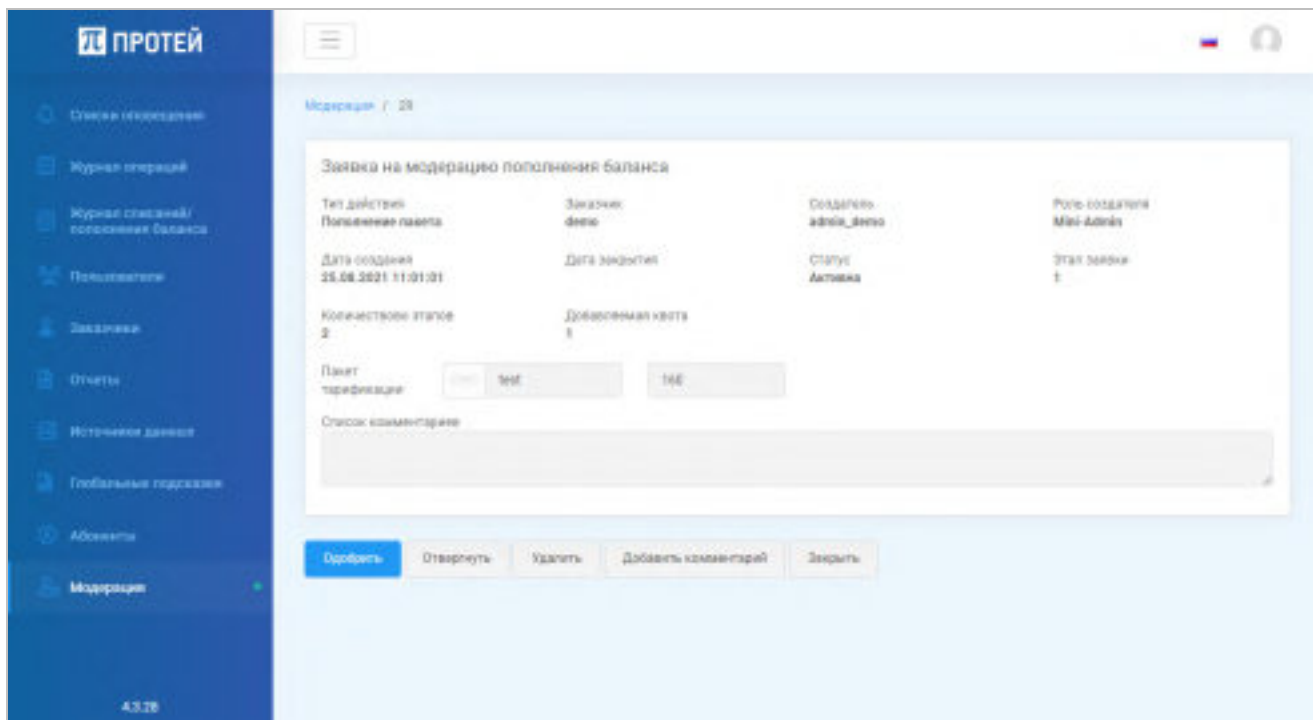 ПРОТЕЙ
Списки оповещения
Журнал операций
Журнал списаний/
пополнения баланса
Пользователи
Заказчики
Отчеты
Источники данных
Глобальные подсказки
Абоненты
Модерация
4.3.28
Модерация / 28
Заявка на модерацию пополнения баланса
Тип действия Заказчик Создатель Роль создателя
Пополнение пакета demo admin_demo Mini-Admin
Дата создания Дата закрытия Статус Этап заявки
25.08.2021 11:01:01 Активна 1
Количествово этапов Добавляемая квота
2 1
Пакет
тарификации
test 160
Список комментариев
Одобрить Отвергнуть Удалить Добавить комментарий Закрыть